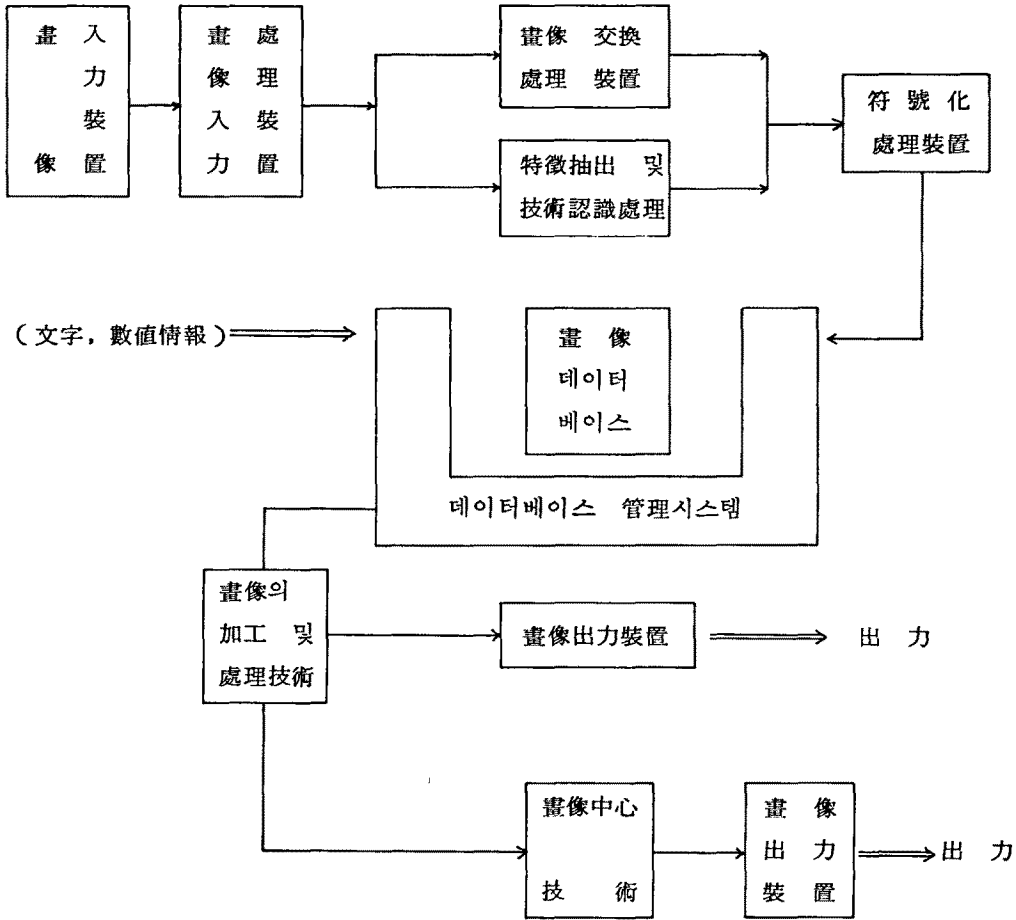 畫像
入力裝置
畫像入力
處理裝置
畫像 交換
處理 裝置
特徵抽出 및
技術認識處理
符號化
處理裝置
(文字, 數値情報)
畫 像
데이터
베이스
데이터베이스 管理시스템
畫像의
加工 및
處理技術
畫像出力裝置
出 力
畫像中心
技 術
畫 像
出 力
裝 置
出 力